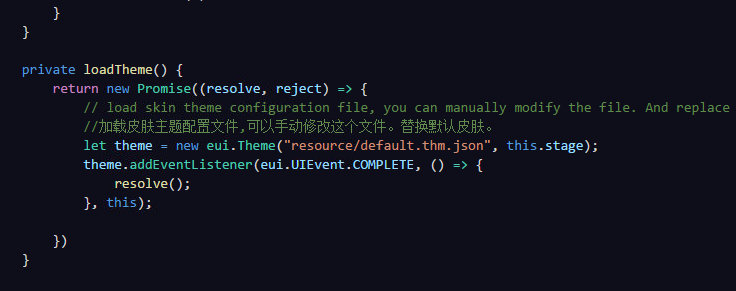 }
}
private loadTheme() {
return new Promise((resolve, reject) => {
// load skin theme configuration file, you can manually modify the file. And replace
//加载皮肤主题配置文件,可以手动修改这个文件。替换默认皮肤。
let theme = new eui.Theme("resource/default.thm.json", this.stage);
theme.addEventListener(eui.UIEvent.COMPLETE, () => {
resolve();
}, this);
})
}